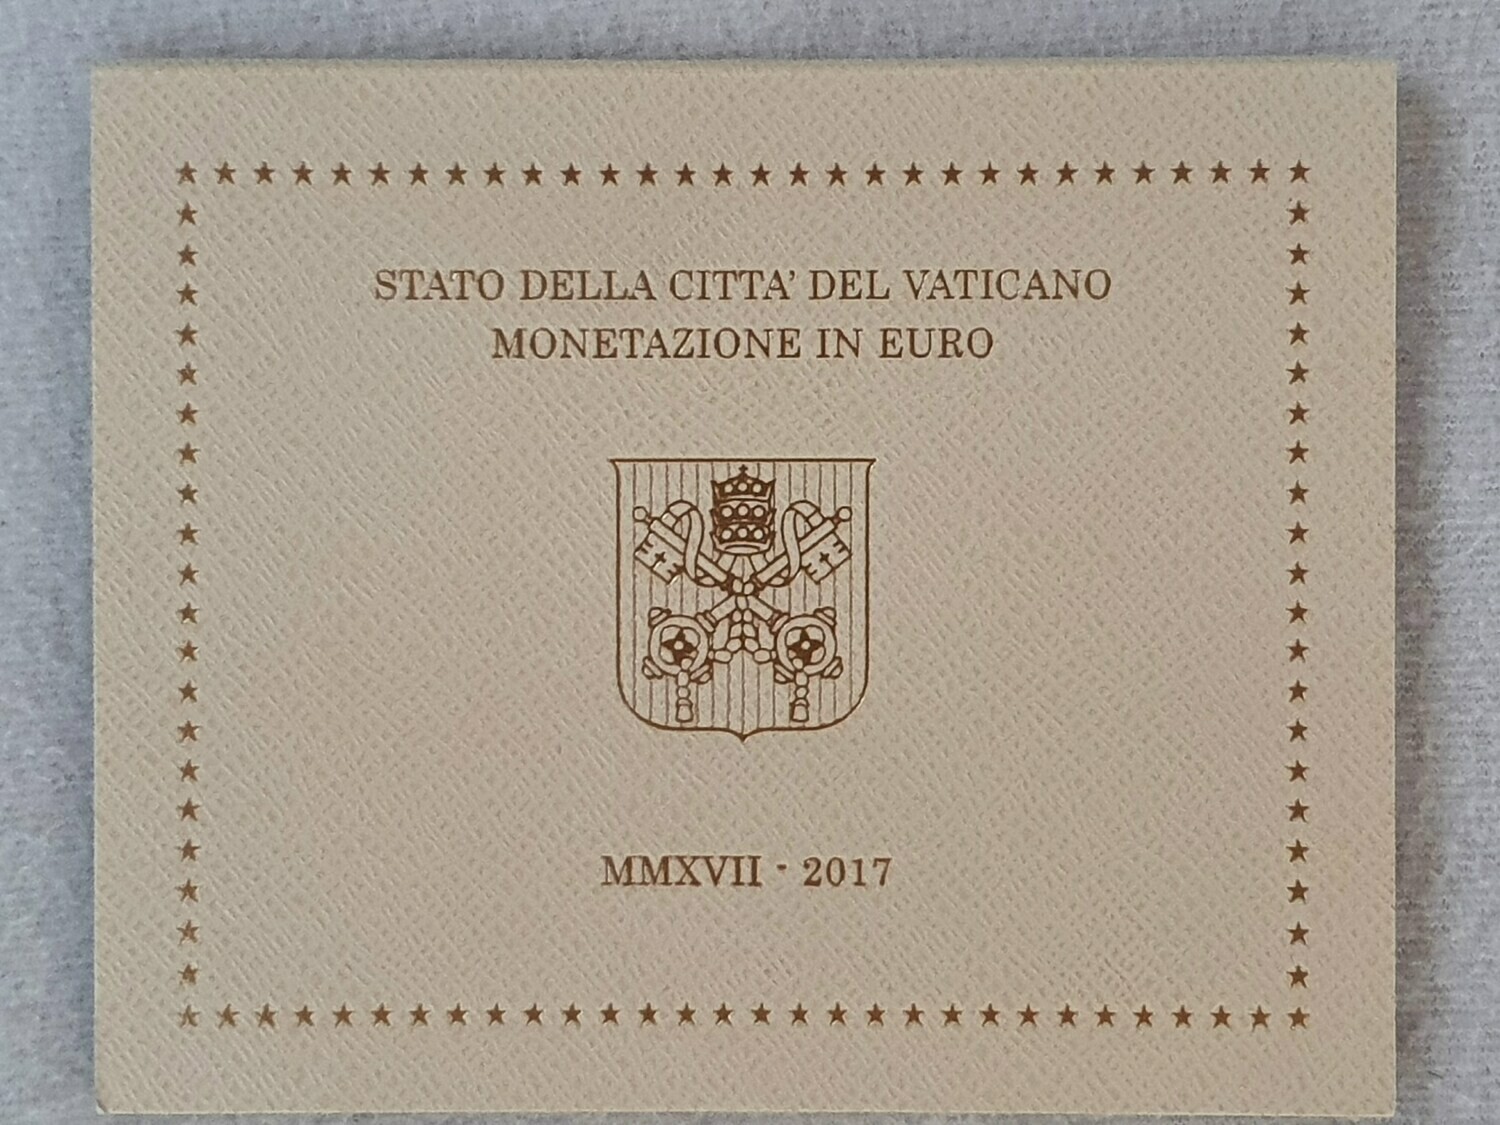 STATO DELLA CITTA' DEL VATICANO
MONETAZIONE IN EURO
MMXVII - 2017